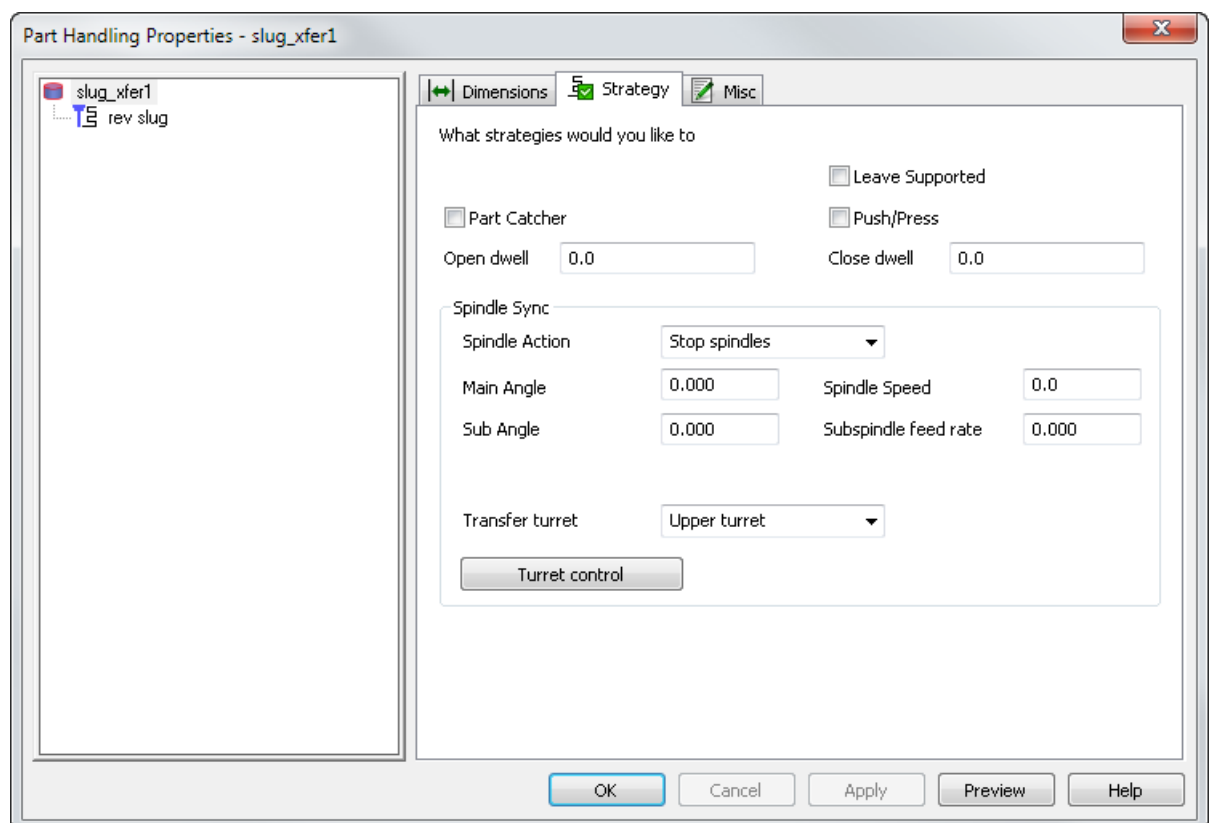 Part Handling Properties - slug_xfer1
slug_xfer1
rev slug
Dimensions Strategy Misc
What strategies would you like to
Leave Supported
Part Catcher Push/Press
Open dwell 0.0 Close dwell 0.0
Spindle Sync
Spindle Action Stop spindles
Main Angle 0.000 Spindle Speed 0.0
Sub Angle 0.000 Subspindle feed rate 0.000
Transfer turret Upper turret
Turret control
OK Cancel Apply Preview Help